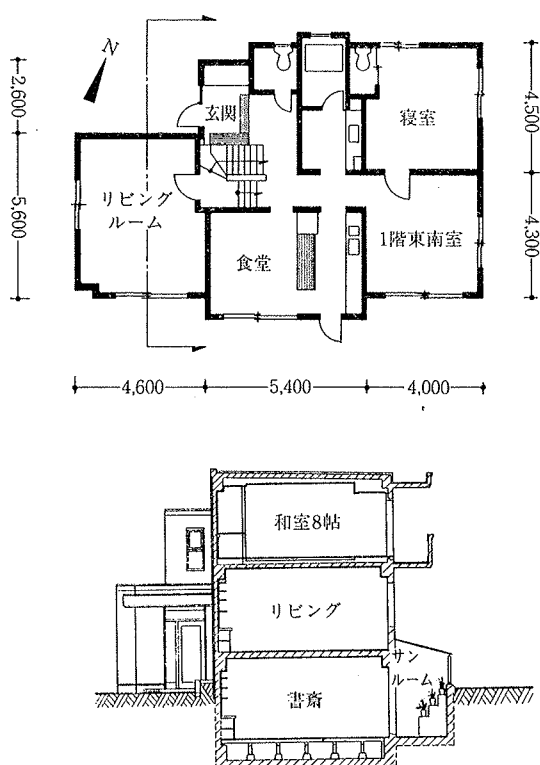 N
玄関
寝室
リビング
ルーム
食堂
1階東南室
2,600
5,600
4,500
4,300
4,600
5,400
4,000
和室8帖
リビング
サン
ルーム
書斎